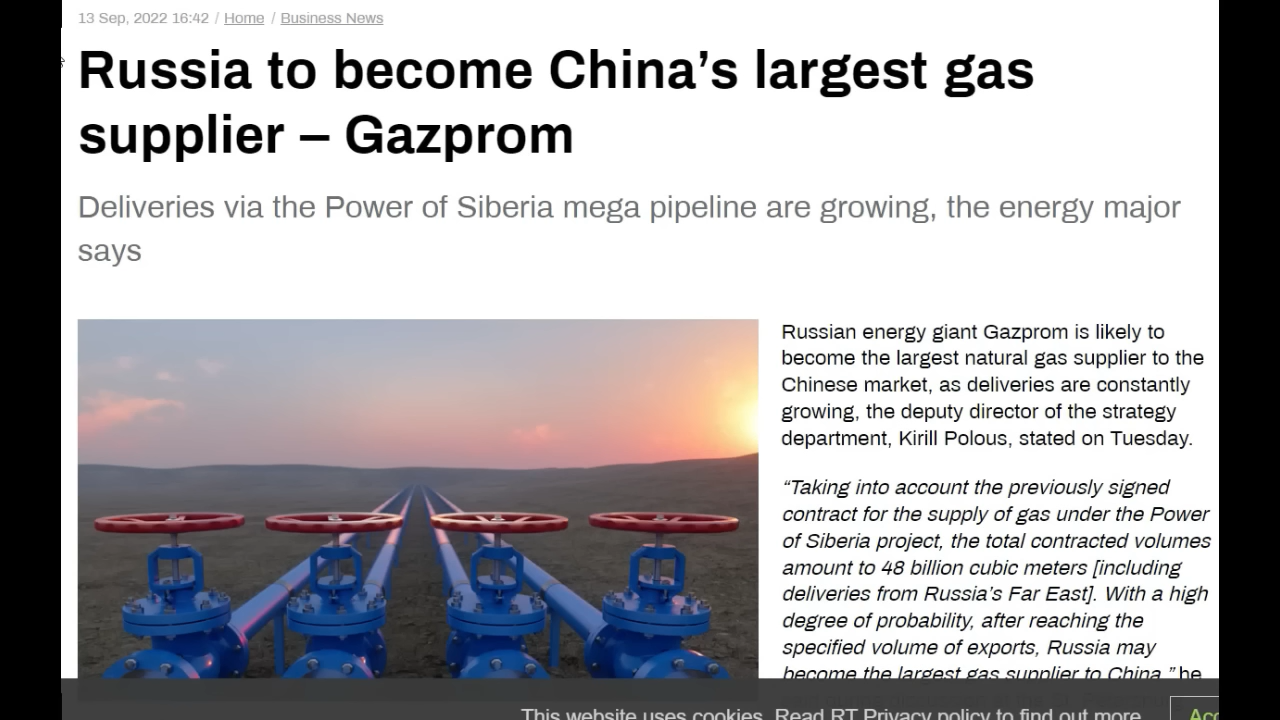 13 Sep, 2022 16:42 / Home / Business News
Russia to become China’s largest gas
supplier – Gazprom
Deliveries via the Power of Siberia mega pipeline are growing, the energy major
says
Russian energy giant Gazprom is likely to
become the largest natural gas supplier to the
Chinese market, as deliveries are constantly
growing, the deputy director of the strategy
department, Kirill Polous, stated on Tuesday.
“Taking into account the previously signed
contract for the supply of gas under the Power
of Siberia project, the total contracted volumes
amount to 48 billion cubic meters [including
deliveries from Russia’s Far East]. With a high
degree of probability, after reaching the
specified volume of exports, Russia may
become the largest gas supplier to China,” he
This website uses cookies. Read RT Privacy policy to find out more.